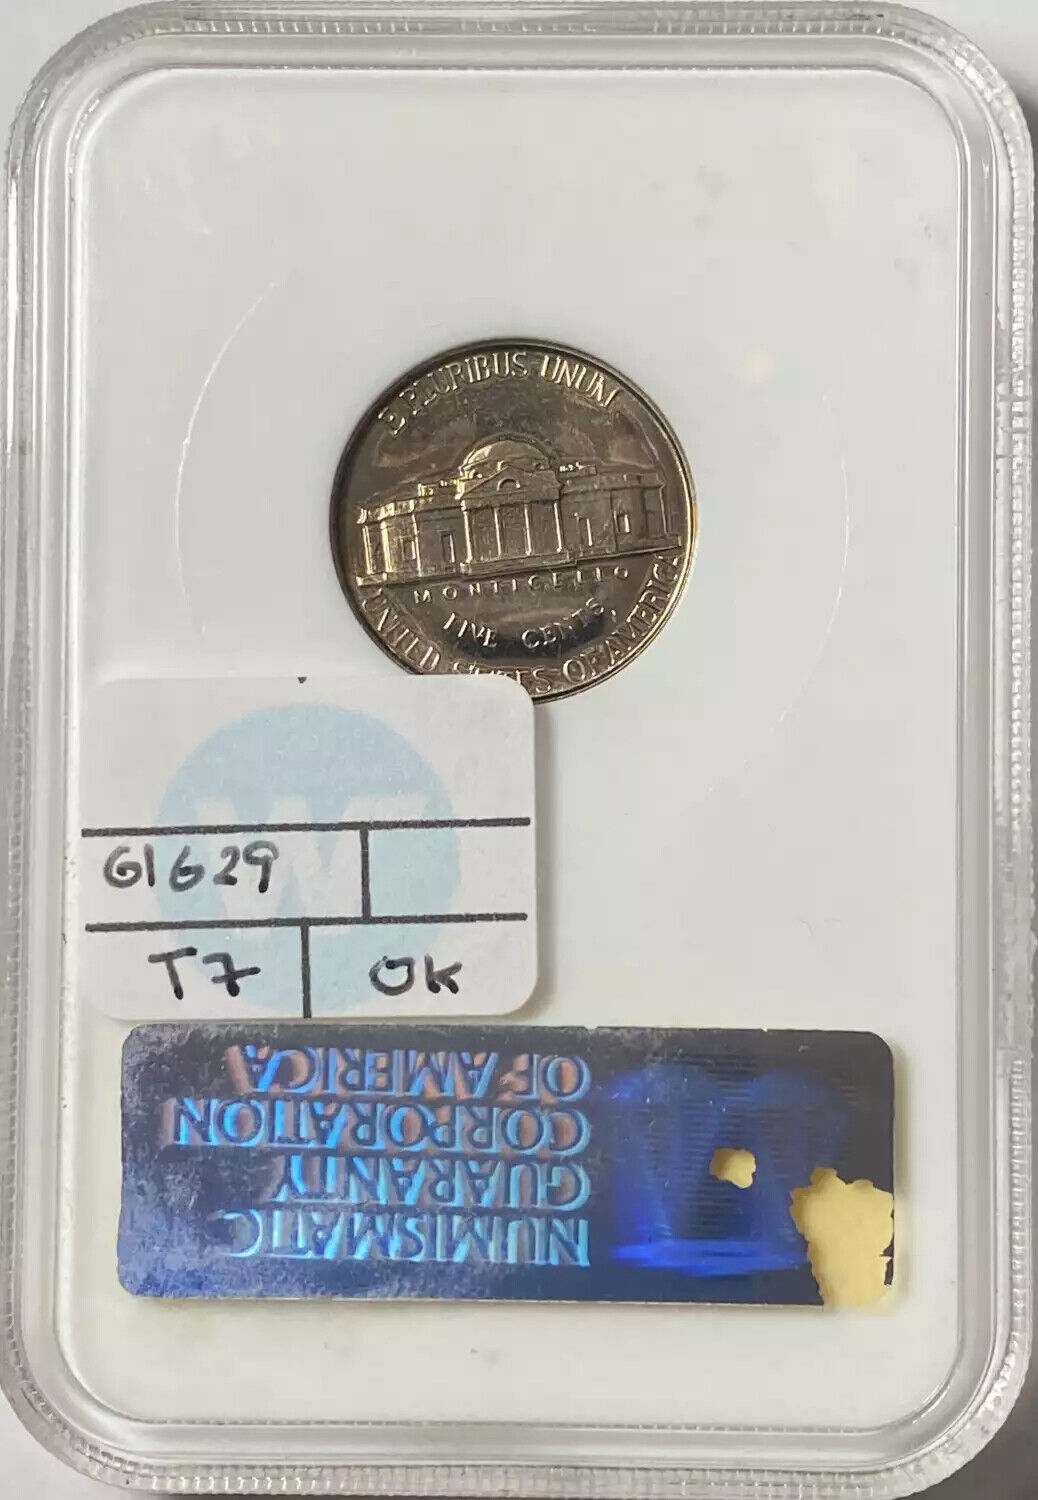 E PLURIBUS UNUM
MONTICELLO
FIVE CENTS
UNITED STATES OF AMERICA
W
61629
T7
OK
NUMISMATIC
GUARANTY
CORPORATION
OF AMERICA